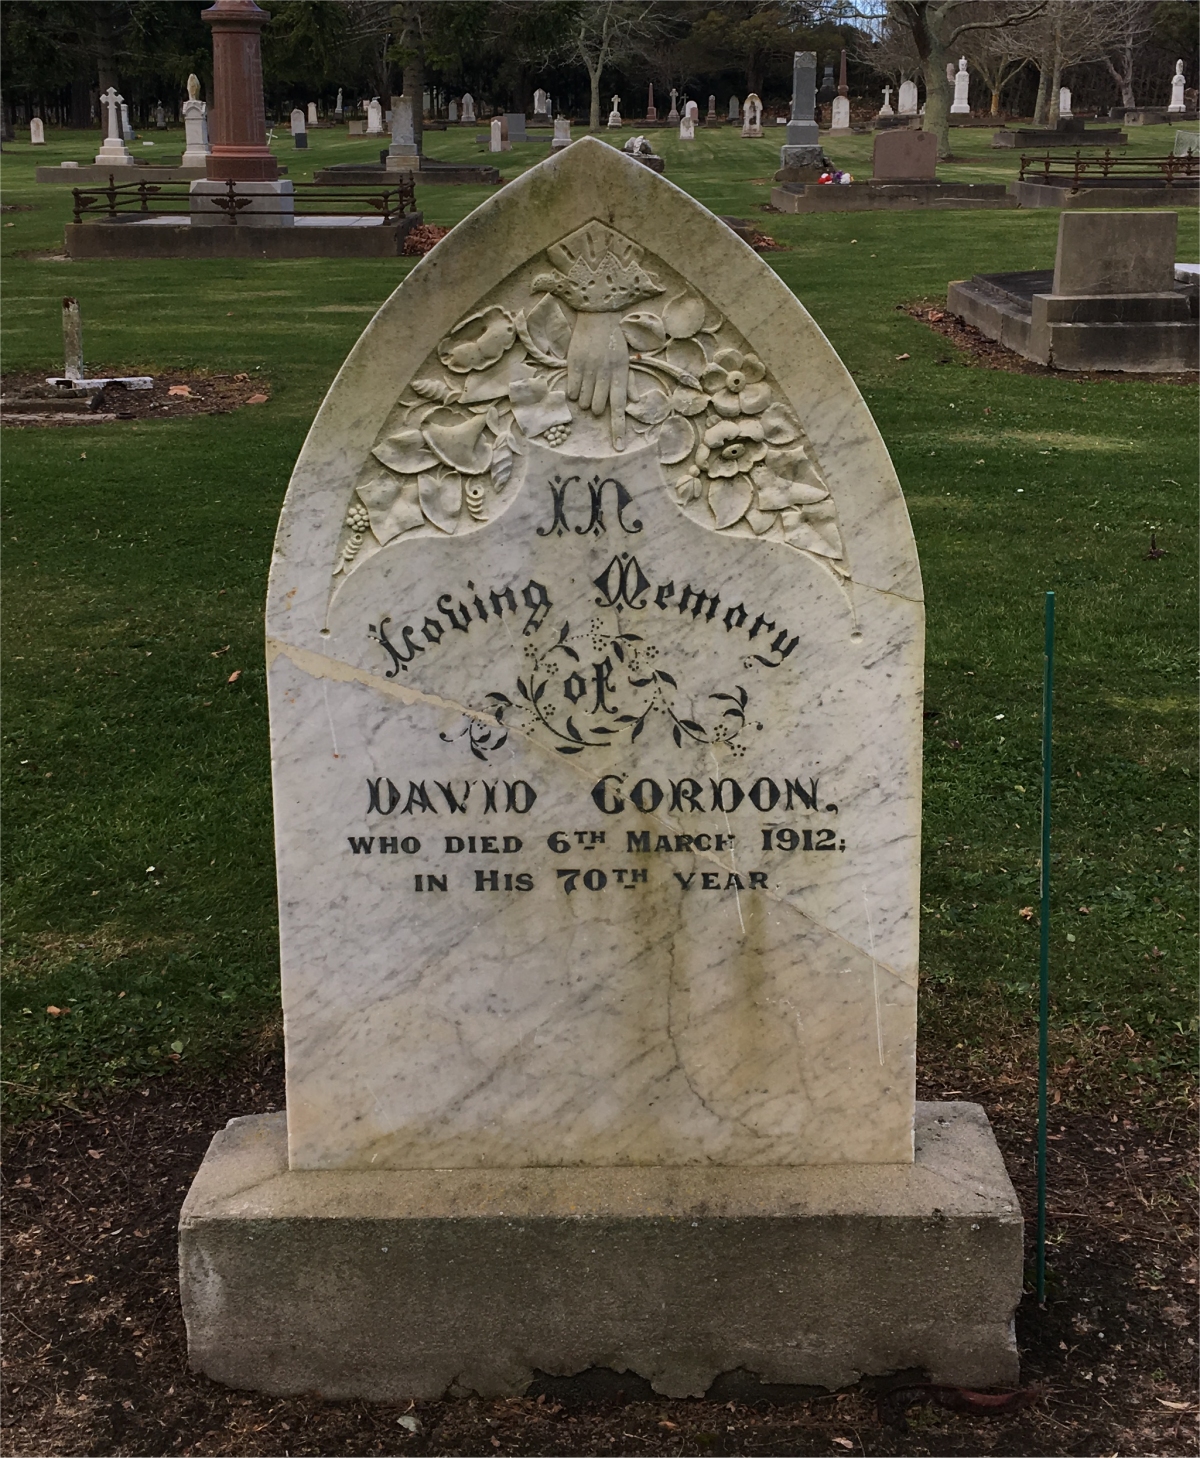 In
Loving Memory
of
DAVID GORDON,
WHO DIED 6TH MARCH 1912;
IN HIS 70TH YEAR.